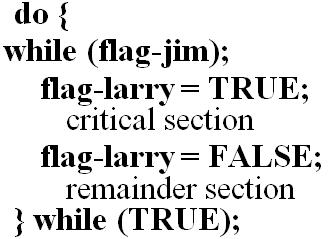 do {
while (flag-jim);
flag-larry = TRUE;
critical section
flag-larry = FALSE;
remainder section
} while (TRUE);